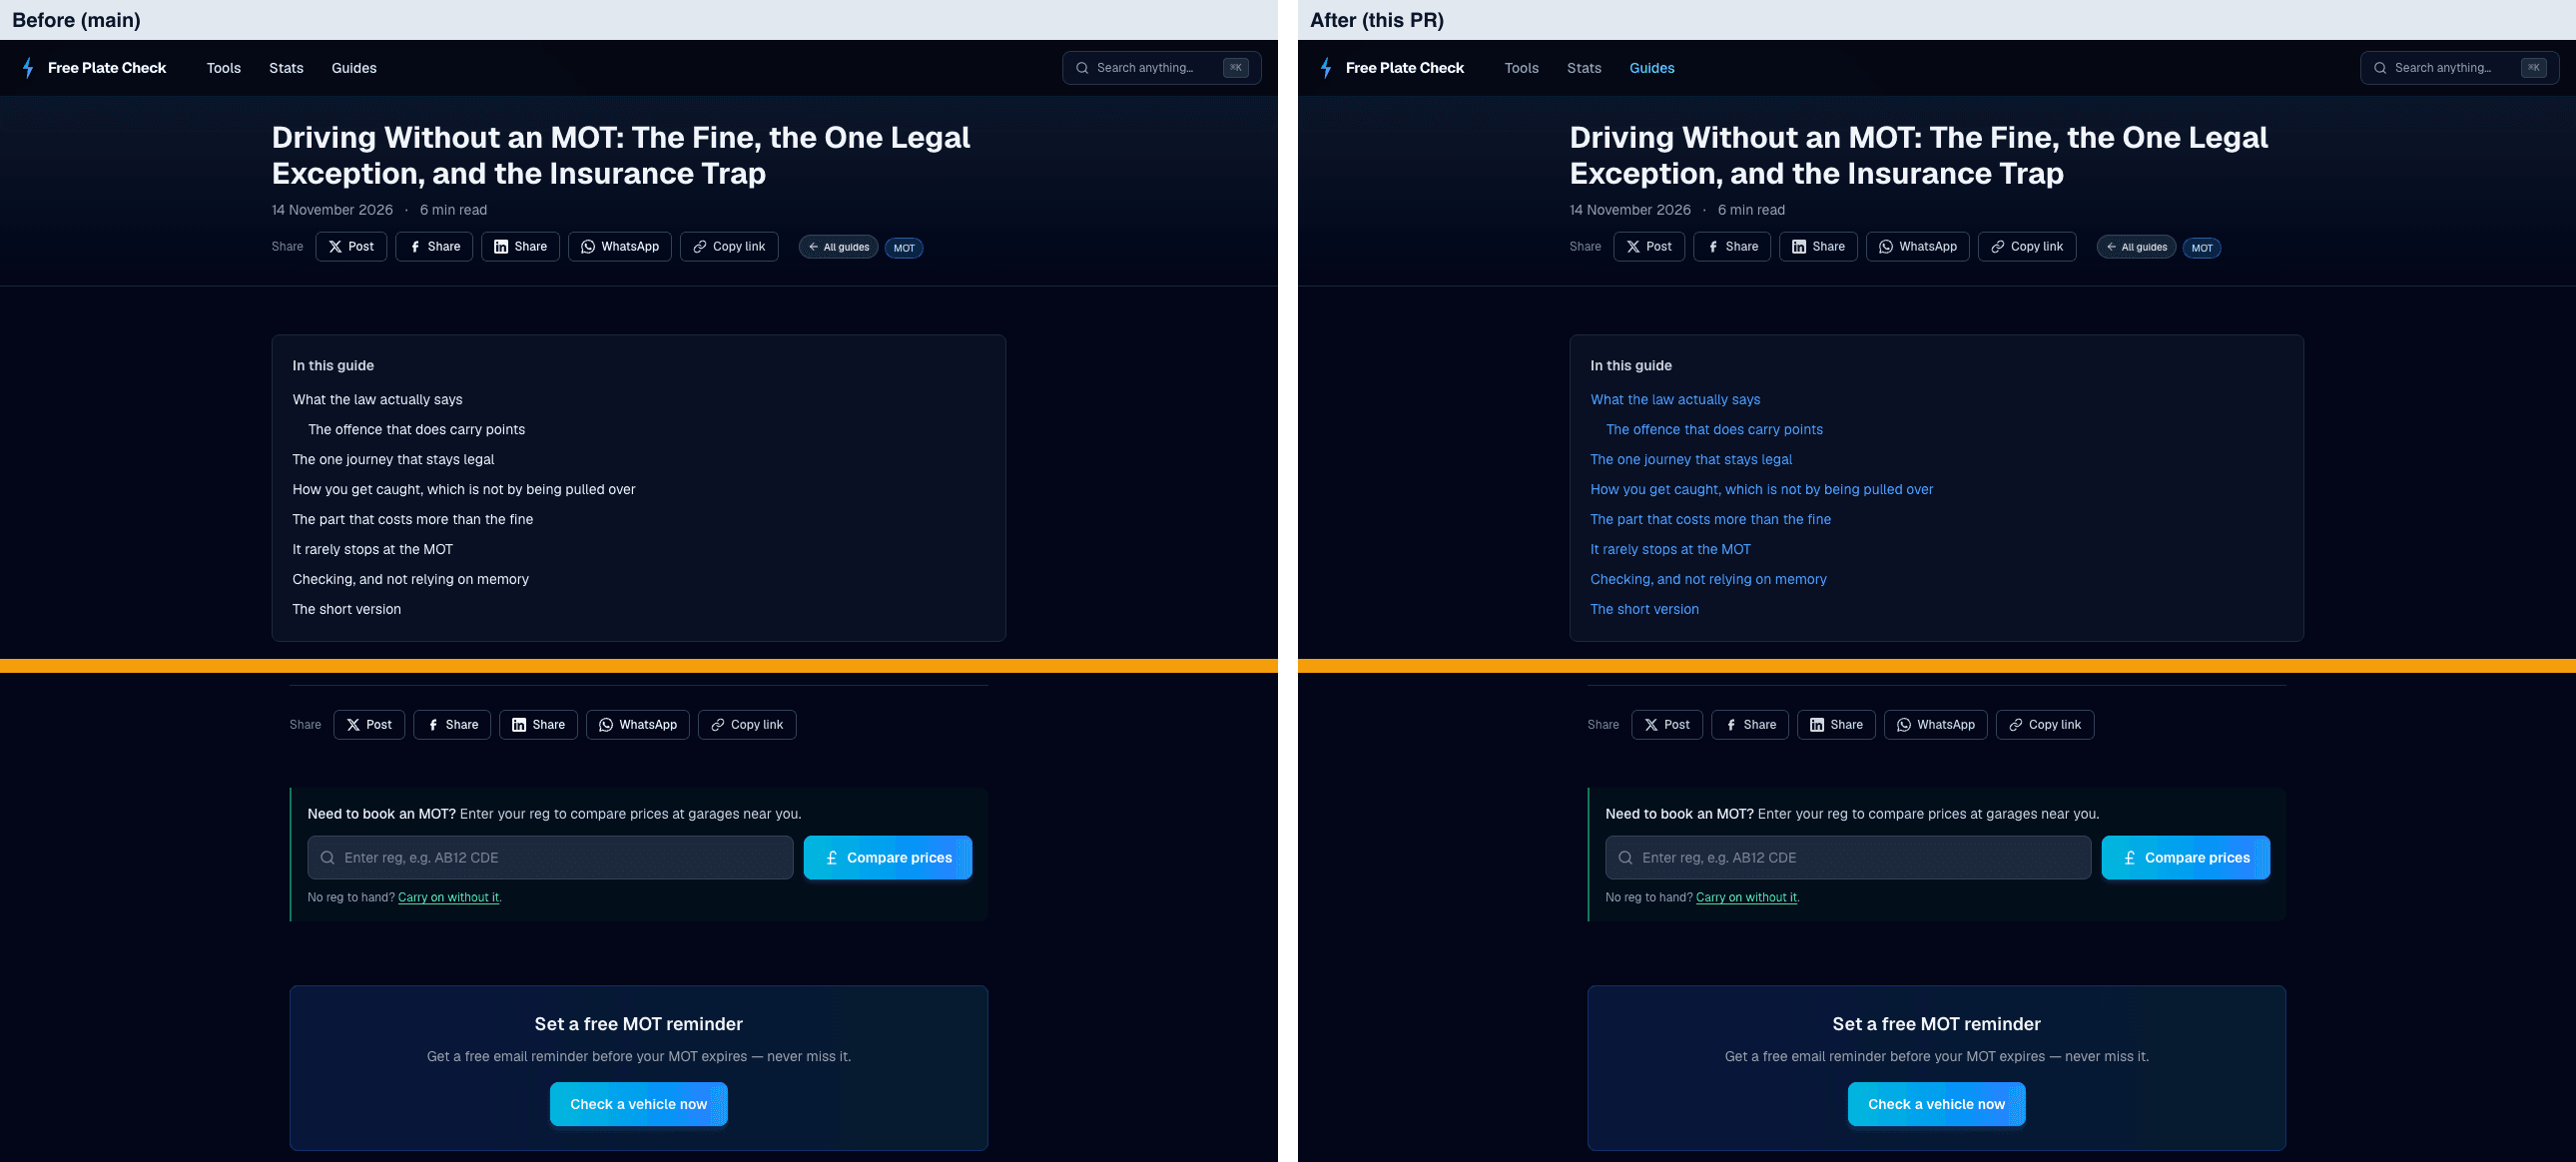 Before (main)
Free Plate Check
Tools
Stats
Guides
Search anything...
⌘K
Driving Without an MOT: The Fine, the One Legal
Exception, and the Insurance Trap
14 November 2026 · 6 min read
Share
Post
Share
Share
WhatsApp
Copy link
← All guides
MOT
In this guide
What the law actually says
The offence that does carry points
The one journey that stays legal
How you get caught, which is not by being pulled over
The part that costs more than the fine
It rarely stops at the MOT
Checking, and not relying on memory
The short version
Share
Post
Share
Share
WhatsApp
Copy link
Need to book an MOT? Enter your reg to compare prices at garages near you.
Enter reg, e.g. AB12 CDE
£ Compare prices
No reg to hand? Carry on without it.
Set a free MOT reminder
Get a free email reminder before your MOT expires — never miss it.
Check a vehicle now
After (this PR)
Free Plate Check
Tools
Stats
Guides
Search anything...
⌘K
Driving Without an MOT: The Fine, the One Legal
Exception, and the Insurance Trap
14 November 2026 · 6 min read
Share
Post
Share
Share
WhatsApp
Copy link
← All guides
MOT
In this guide
What the law actually says
The offence that does carry points
The one journey that stays legal
How you get caught, which is not by being pulled over
The part that costs more than the fine
It rarely stops at the MOT
Checking, and not relying on memory
The short version
Share
Post
Share
Share
WhatsApp
Copy link
Need to book an MOT? Enter your reg to compare prices at garages near you.
Enter reg, e.g. AB12 CDE
£ Compare prices
No reg to hand? Carry on without it.
Set a free MOT reminder
Get a free email reminder before your MOT expires — never miss it.
Check a vehicle now